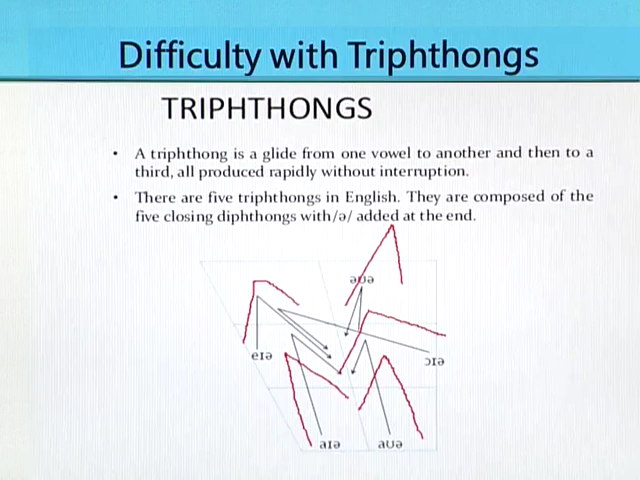 Difficulty with Triphthongs
TRIPHTHONGS
• A triphthong is a glide from one vowel to another and then to a
third, all produced rapidly without interruption.
• There are five triphthongs in English. They are composed of the
five closing diphthongs with/ə/ added at the end.
əʊə
eɪə
ɔɪə
aɪə
aʊə